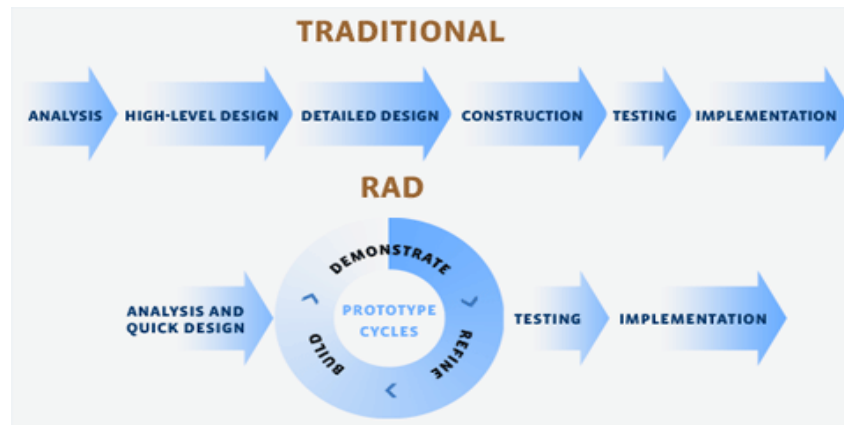 TRADITIONAL
ANALYSIS
HIGH-LEVEL DESIGN
DETAILED DESIGN
CONSTRUCTION
TESTING
IMPLEMENTATION
RAD
ANALYSIS AND
QUICK DESIGN
DEMONSTRATE
REFINE
BUILD
PROTOTYPE
CYCLES
TESTING
IMPLEMENTATION